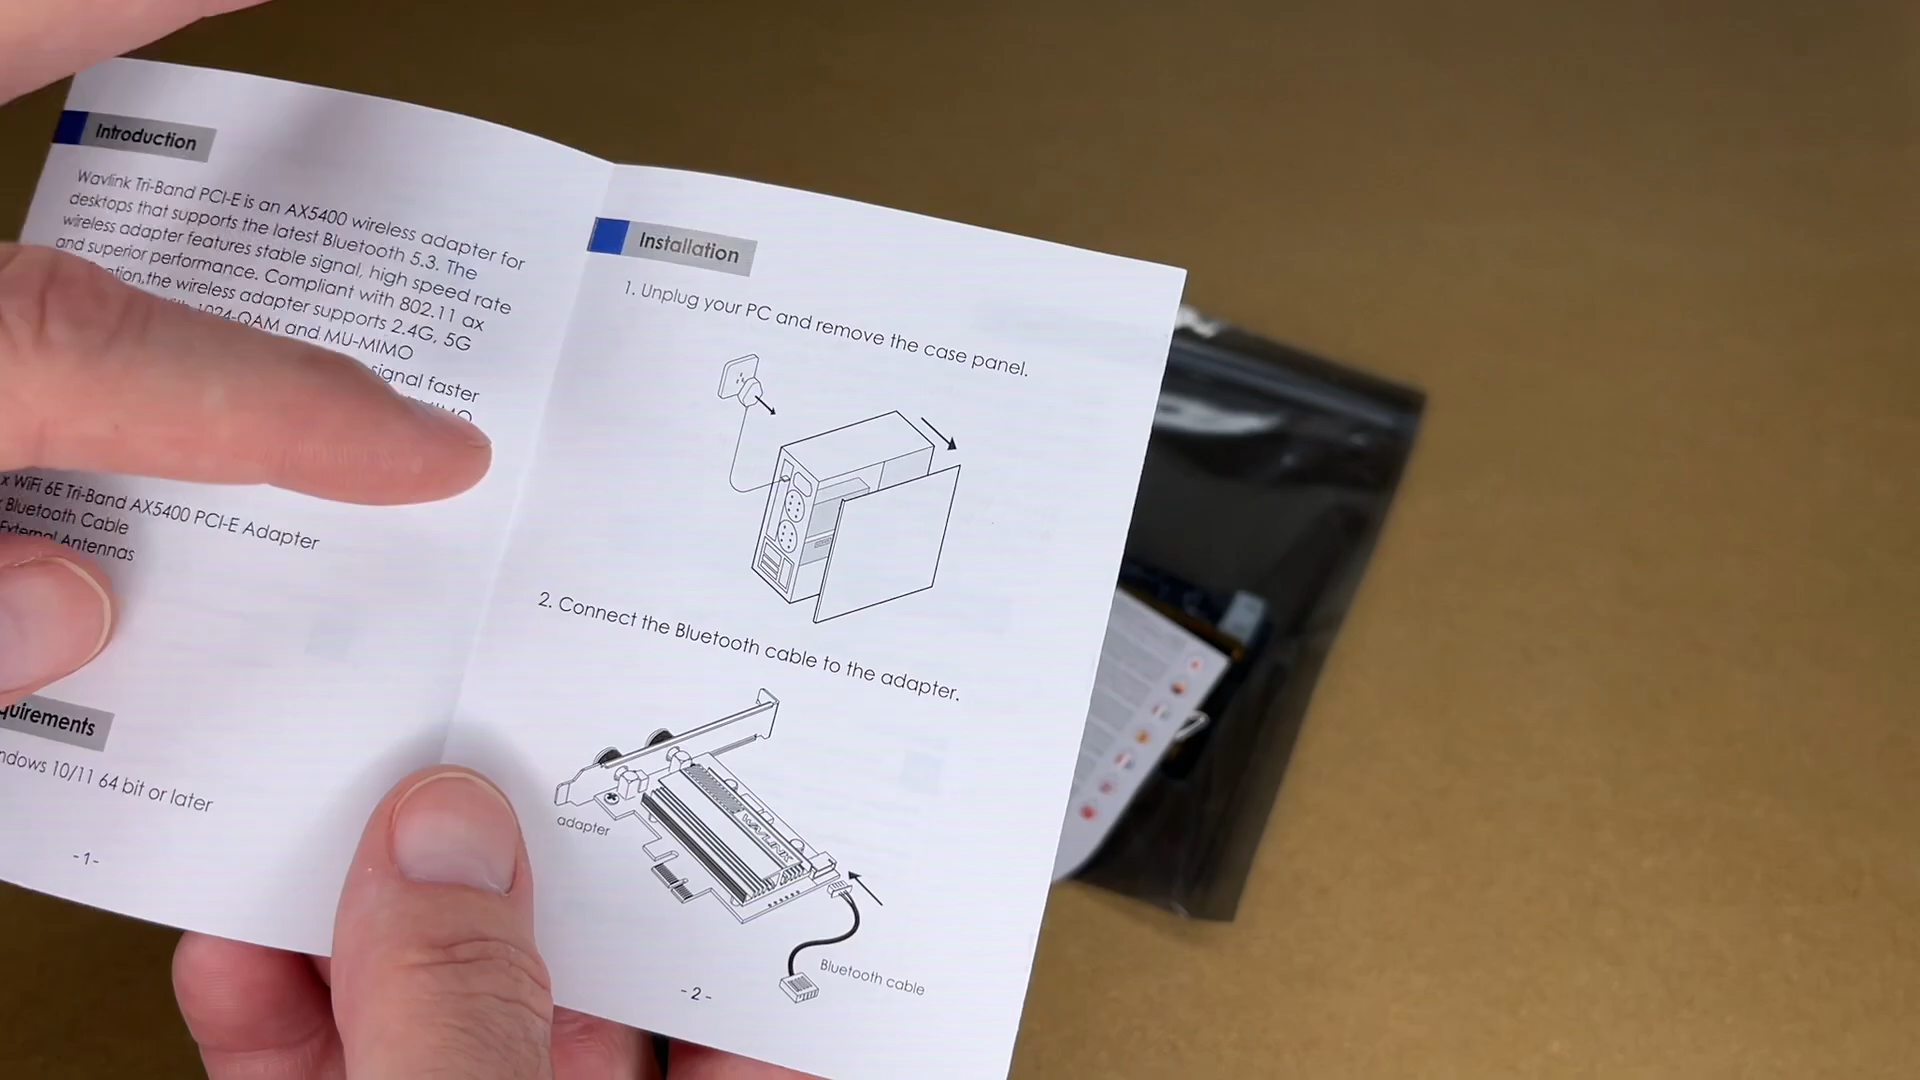 Introduction
Wavlink Tri-Band PCI-E is an AX5400 wireless adapter for
desktops that supports the latest Bluetooth 5.3. The
wireless adapter features stable signal, high speed rate
and superior performance. Compliant with 802.11 ax
the wireless adapter supports 2.4G, 5G
1024-QAM and MU-MIMO
signal faster
x WiFi 6E Tri-Band AX5400 PCI-E Adapter
Bluetooth Cable
External Antennas
ndows 10/11 64 bit or later
-1-
Installation
1. Unplug your PC and remove the case panel.
2. Connect the Bluetooth cable to the adapter.
adapter
WAVLINK
Bluetooth cable
-2-